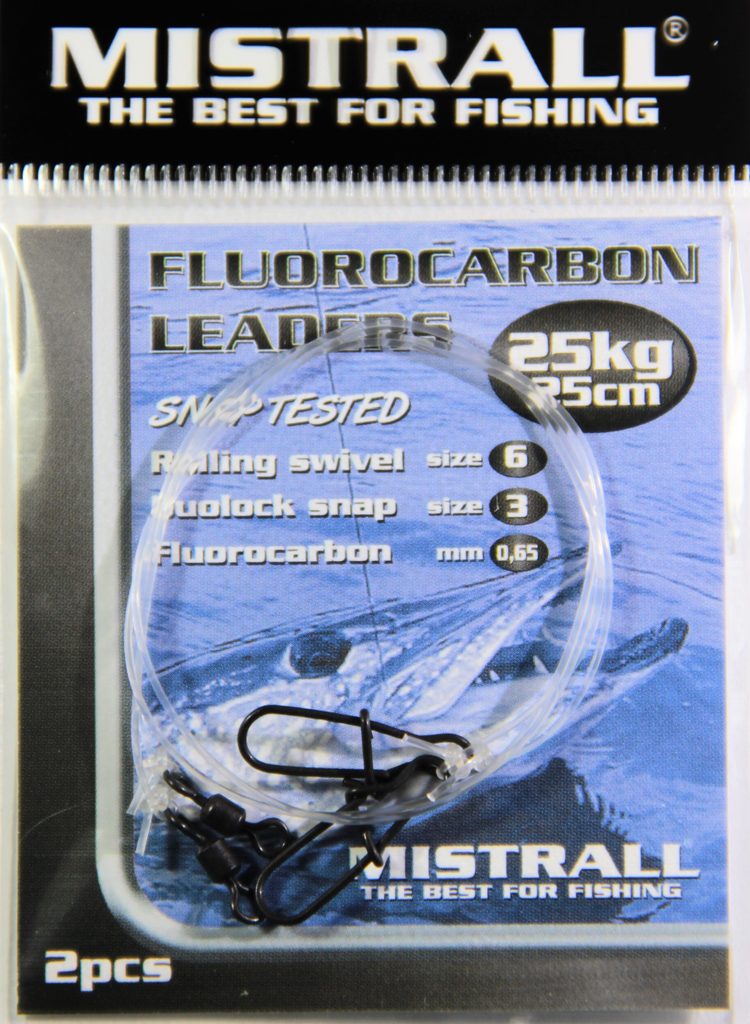 MISTRALL®
THE BEST FOR FISHING
FLUOROCARBON
LEADERS
25kg
25cm
SNAP TESTED
Rolling swivel size 6
Duolock snap size 3
Fluorocarbon mm 0,65
MISTRALL
THE BEST FOR FISHING
2pcs